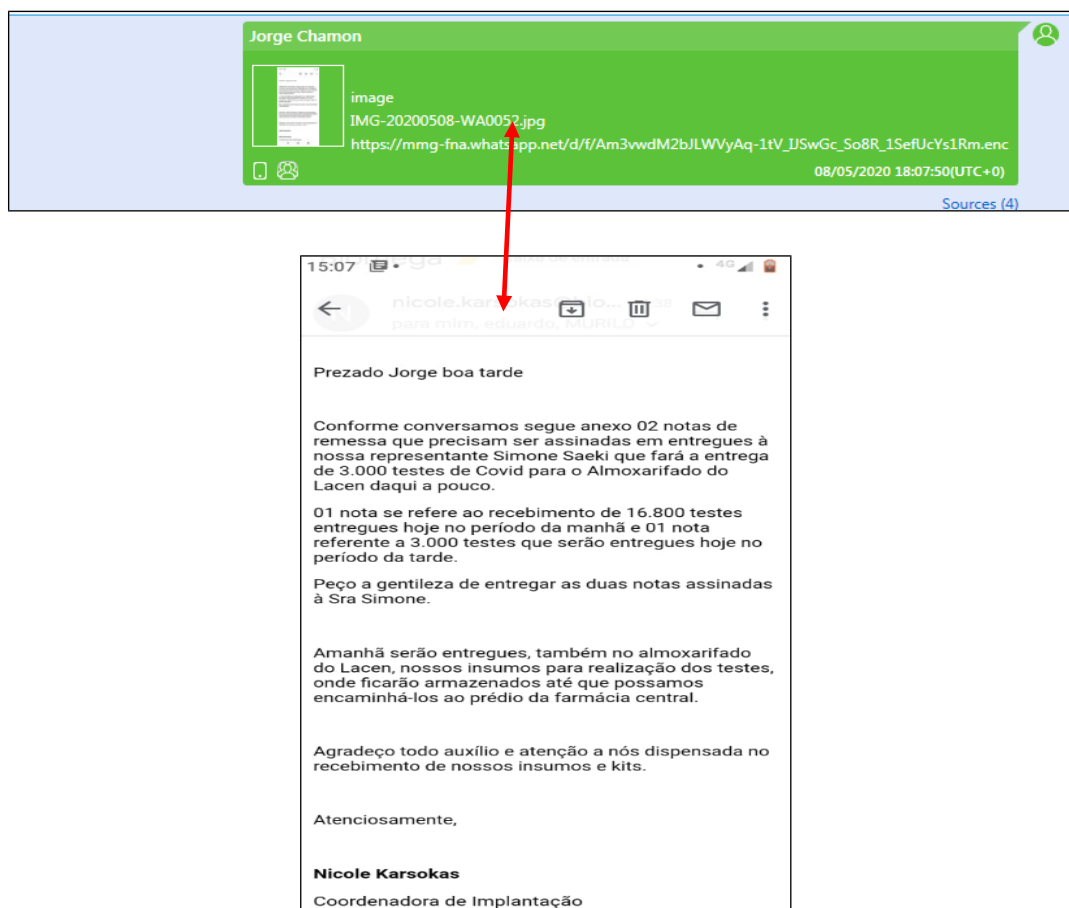 Jorge Chamon
image
IMG-20200508-WA0052.jpg
https://mmg-fna.whatsapp.net/d/f/Am3vwdM2bJLWVyAq-1tV_IJSwGc_So8R_1SefUcYs1Rm.enc
08/05/2020 18:07:50(UTC+0)
Sources (4)
15:07
4G
para mim, eduardo, MURILO
Prezado Jorge boa tarde
Conforme conversamos segue anexo 02 notas de
remessa que precisam ser assinadas em entregues à
nossa representante Simone Saeki que fará a entrega
de 3.000 testes de Covid para o Almoxarifado do
Lacen daqui a pouco.
01 nota se refere ao recebimento de 16.800 testes
entregues hoje no período da manhã e 01 nota
referente a 3.000 testes que serão entregues hoje no
período da tarde.
Peço a gentileza de entregar as duas notas assinadas
à Sra Simone.
Amanhã serão entregues, também no almoxarifado
do Lacen, nossos insumos para realização dos testes,
onde ficarão armazenados até que possamos
encaminhá-los ao prédio da farmácia central.
Agradeço todo auxílio e atenção a nós dispensada no
recebimento de nossos insumos e kits.
Atenciosamente,
Nicole Karsokas
Coordenadora de Implantação